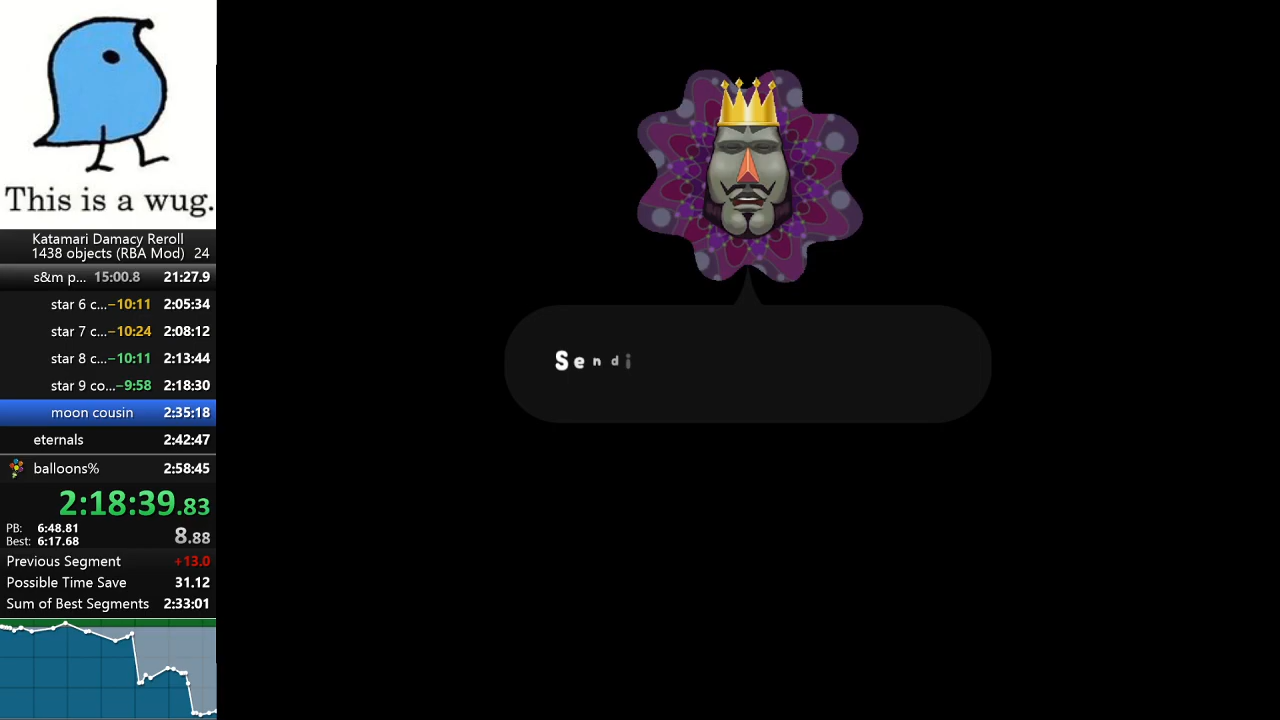 This is a wug.
Katamari Damacy Reroll
1438 objects (RBA Mod) 24
s&m p... 15:00.8 21:27.9
star 6 c...−10:11 2:05:34
star 7 c...−10:24 2:08:12
star 8 c...−10:11 2:13:44
star 9 co...−9:58 2:18:30
moon cousin 2:35:18
eternals 2:42:47
balloons% 2:58:45
2:18:39.83
PB: 6:48.81
Best: 6:17.68 8.88
Previous Segment +13.0
Possible Time Save 31.12
Sum of Best Segments 2:33:01
Sendi